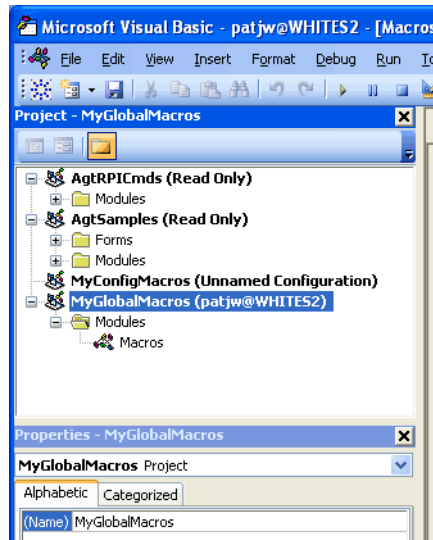 Microsoft Visual Basic - patjw@WHITES2 - [Macros
File Edit View Insert Format Debug Run
Project - MyGlobalMacros
AgtRPICmds (Read Only)
Modules
AgtSamples (Read Only)
Forms
Modules
MyConfigMacros (Unnamed Configuration)
MyGlobalMacros (patjw@WHITES2)
Modules
Macros
Properties - MyGlobalMacros
MyGlobalMacros Project
Alphabetic Categorized
(Name) MyGlobalMacros